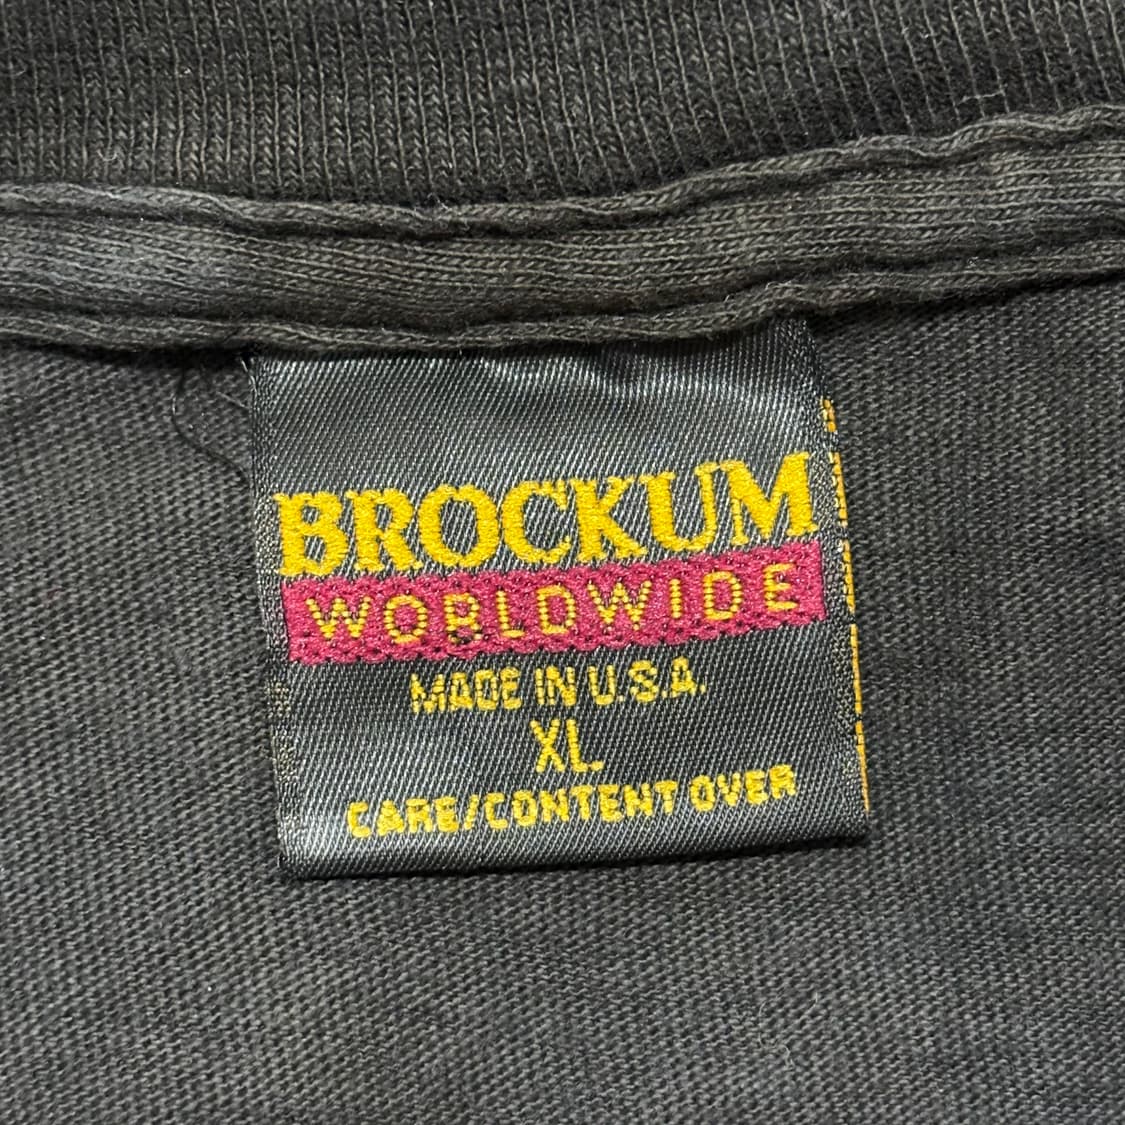 BROCKUM
WORLDWIDE
MADE IN U.S.A.
XL
CARE/CONTENT OVER